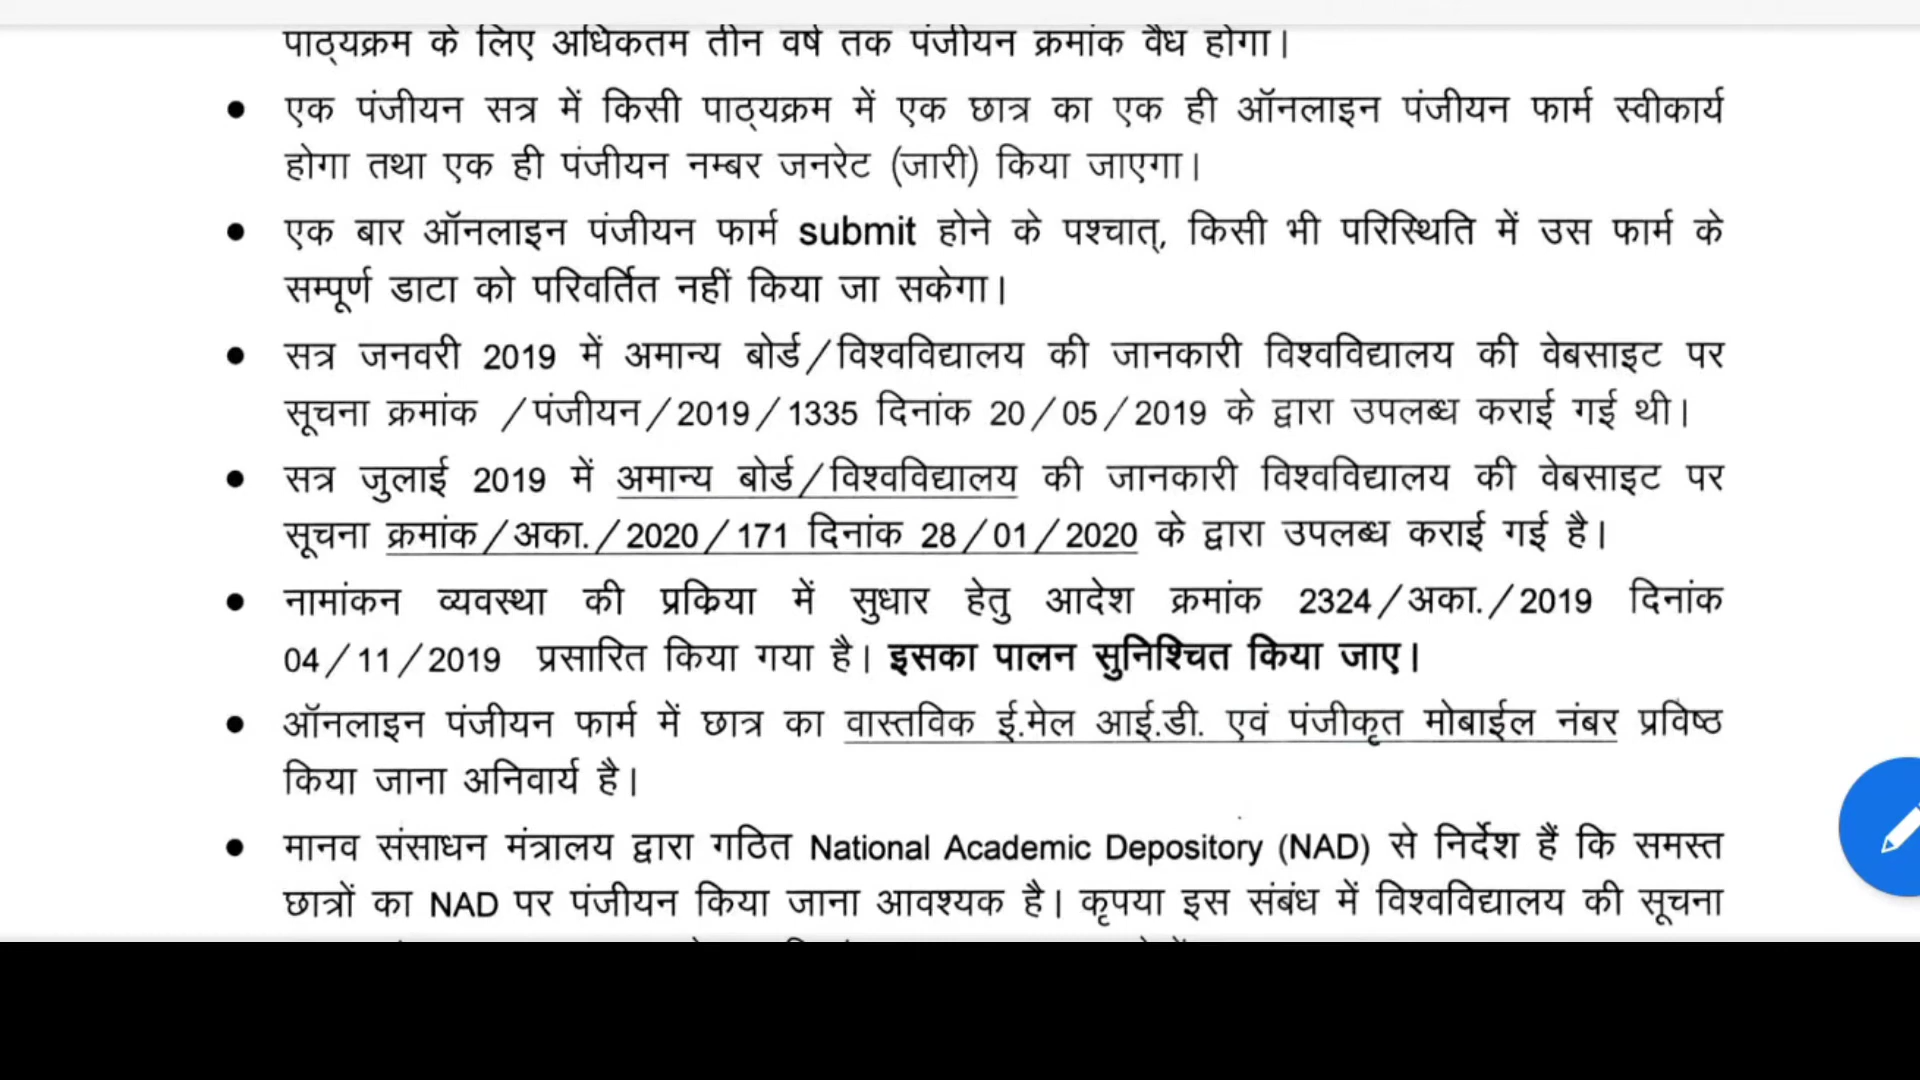 पाठ्यक्रम के लिए अधिकतम तीन वर्ष तक पंजीयन क्रमांक वैध होगा।
• एक पंजीयन सत्र में किसी पाठ्यक्रम में एक छात्र का एक ही ऑनलाइन पंजीयन फार्म स्वीकार्य
होगा तथा एक ही पंजीयन नम्बर जनरेट (जारी) किया जाएगा।
• एक बार ऑनलाइन पंजीयन फार्म submit होने के पश्चात्, किसी भी परिस्थिति में उस फार्म के
सम्पूर्ण डाटा को परिवर्तित नहीं किया जा सकेगा।
• सत्र जनवरी 2019 में अमान्य बोर्ड/विश्वविद्यालय की जानकारी विश्वविद्यालय की वेबसाइट पर
सूचना क्रमांक /पंजीयन/2019/1335 दिनांक 20/05/2019 के द्वारा उपलब्ध कराई गई थी।
• सत्र जुलाई 2019 में अमान्य बोर्ड/विश्वविद्यालय की जानकारी विश्वविद्यालय की वेबसाइट पर
सूचना क्रमांक/अका./2020/171 दिनांक 28/01/2020 के द्वारा उपलब्ध कराई गई है।
• नामांकन व्यवस्था की प्रक्रिया में सुधार हेतु आदेश क्रमांक 2324/अका./2019 दिनांक
04/11/2019 प्रसारित किया गया है। इसका पालन सुनिश्चित किया जाए।
• ऑनलाइन पंजीयन फार्म में छात्र का वास्तविक ई.मेल आई.डी. एवं पंजीकृत मोबाईल नंबर प्रविष्ठ
किया जाना अनिवार्य है।
• मानव संसाधन मंत्रालय द्वारा गठित National Academic Depository (NAD) से निर्देश हैं कि समस्त
छात्रों का NAD पर पंजीयन किया जाना आवश्यक है। कृपया इस संबंध में विश्वविद्यालय की सूचना